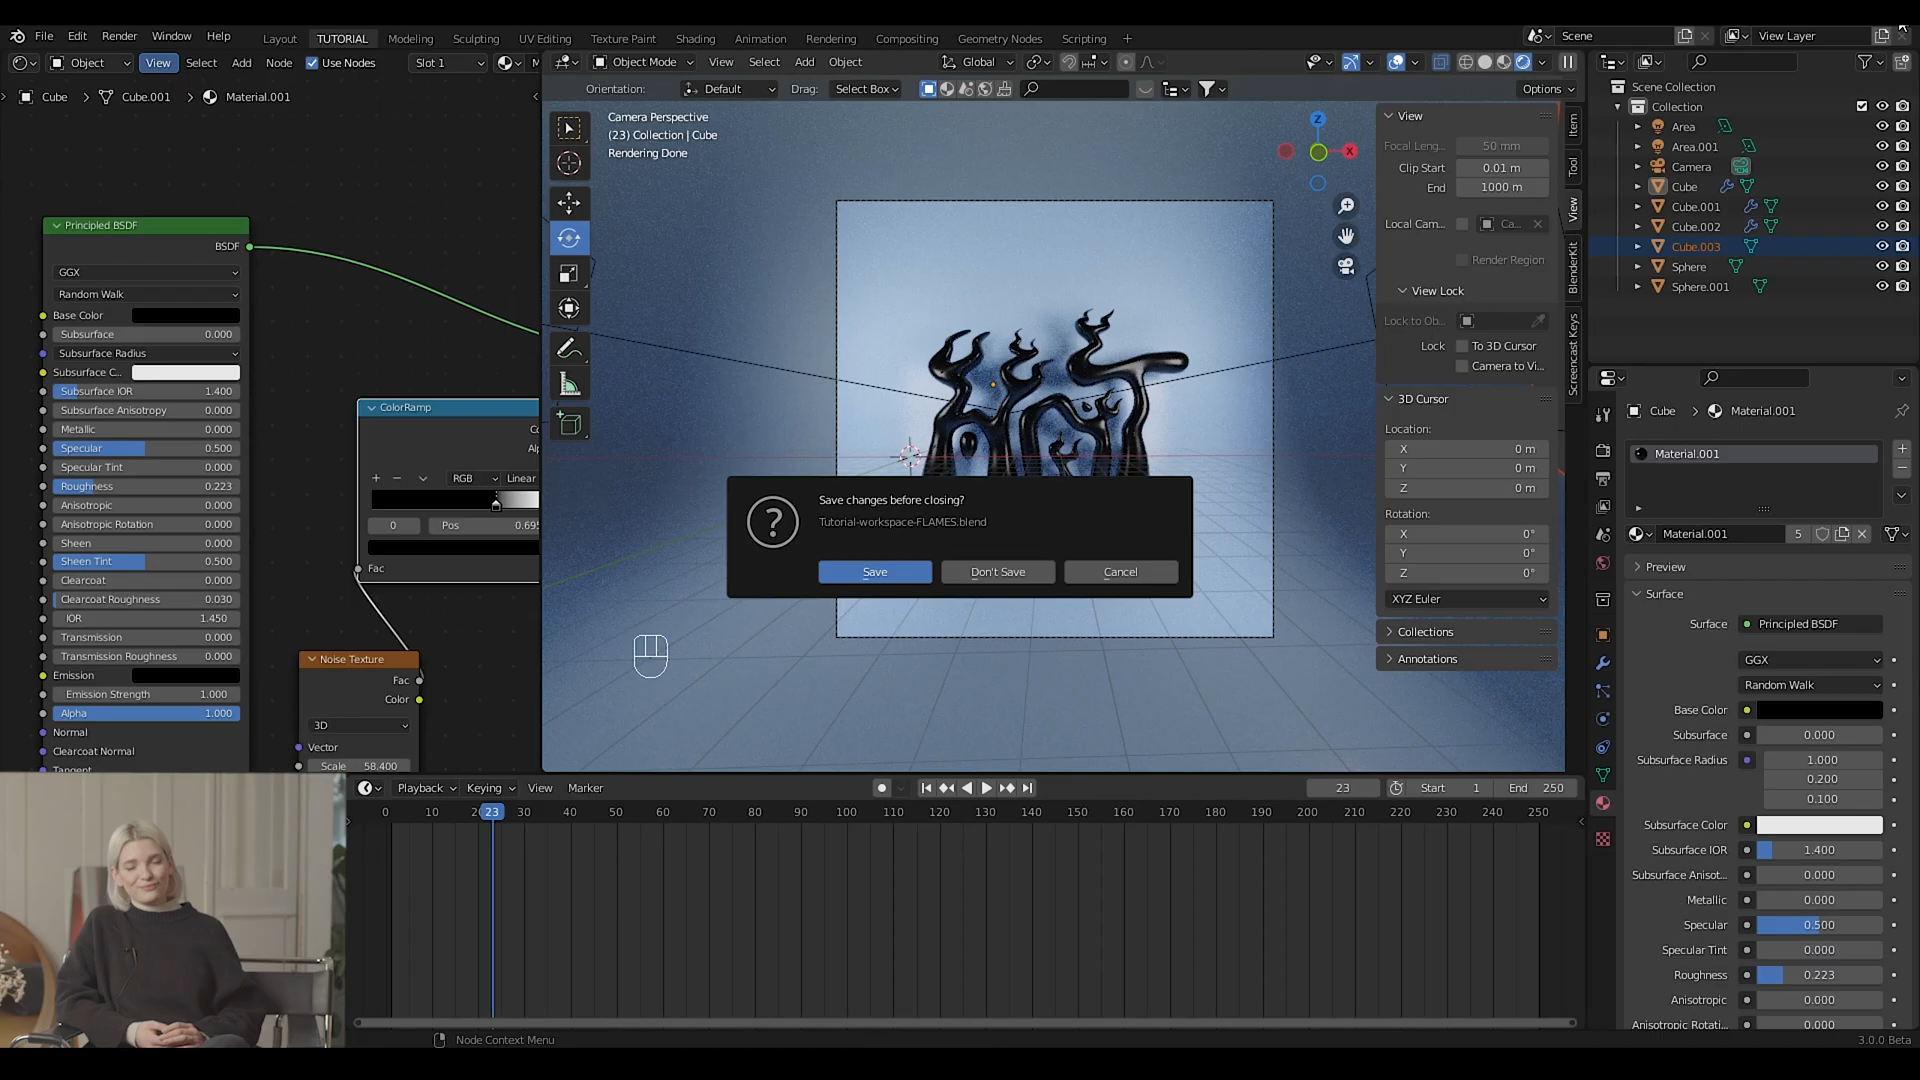 File Edit Render Window Help
Layout TUTORIAL Modeling Sculpting UV Editing Texture Paint Shading Animation Rendering Compositing Geometry Nodes Scripting
Scene View Layer
Object View Select Add Node Use Nodes Slot 1 M
Cube Cube.001 Material.001
Principled BSDF
BSDF
GGX
Random Walk
Base Color
Subsurface 0.000
Subsurface Radius
Subsurface C...
Subsurface IOR 1.400
Subsurface Anisotropy 0.000
Metallic 0.000
Specular 0.500
Specular Tint 0.000
Roughness 0.223
Anisotropic 0.000
Anisotropic Rotation 0.000
Sheen 0.000
Sheen Tint 0.500
Clearcoat 0.000
Clearcoat Roughness 0.030
IOR 1.450
Transmission 0.000
Transmission Roughness 0.000
Emission
Emission Strength 1.000
Alpha 1.000
Normal
Clearcoat Normal
Tangent
ColorRamp
Co
Alp
RGB Linear
0 Pos 0.695
Fac
Noise Texture
Fac
Color
3D
Vector
Scale 58.400
Object Mode View Select Add Object Global
Orientation: Default Drag: Select Box Options
Camera Perspective
(23) Collection | Cube
Rendering Done
Z
X
Save changes before closing?
Tutorial-workspace-FLAMES.blend
Save Don't Save Cancel
View
Focal Leng... 50 mm
Clip Start 0.01 m
End 1000 m
Local Cam... Ca...
Render Region
View Lock
Lock to Ob...
Lock To 3D Cursor
Camera to Vi...
3D Cursor
Location:
X 0 m
Y 0 m
Z 0 m
Rotation:
X 0°
Y 0°
Z 0°
XYZ Euler
Collections
Annotations
Item
Tool
View
BlenderKit
Screencast Keys
Scene Collection
Collection
Area
Area.001
Camera
Cube
Cube.001
Cube.002
Cube.003
Sphere
Sphere.001
Cube Material.001
Material.001
Material.001 5
Preview
Surface
Surface Principled BSDF
GGX
Random Walk
Base Color
Subsurface 0.000
Subsurface Radius 1.000
0.200
0.100
Subsurface Color
Subsurface IOR 1.400
Subsurface Anisot... 0.000
Metallic 0.000
Specular 0.500
Specular Tint 0.000
Roughness 0.223
Anisotropic 0.000
Anisotropic Rotati... 0.000
Playback Keying View Marker 23 Start 1 End 250
0 10 20 23 30 40 50 60 70 80 90 100 110 120 130 140 150 160 170 180 190 200 210 220 230 240 250
Node Context Menu
3.0.0 Beta